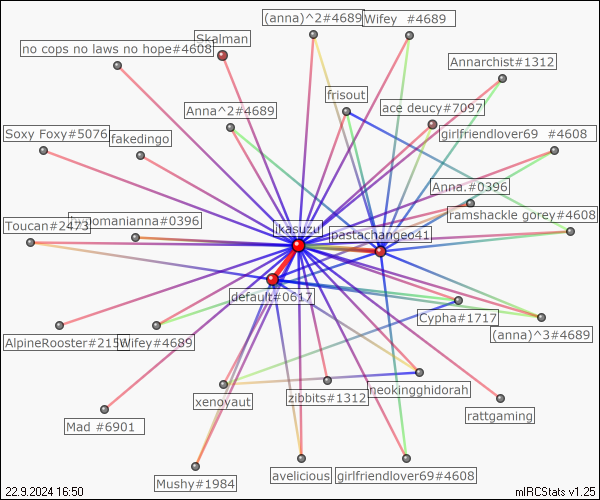 (anna)^2#4689
Wifey #4689
Skalman
no cops no laws no hope#4608
Annarchist#1312
frisout
Anna^2#4689
ace deucy#7097
Soxy Foxy#5076
fakedingo
girlfriendlover69 #4608
Anna.#0396
ramshackle gorey#4608
Toucan#2473
omanianna#0396
ikasuzu
pastachangeo41
default#0617
Cypha#1717
(anna)^3#4689
AlpineRooster#215
Wifey#4689
neokingghidorah
xenoyaut
zibbits#1312
rattgaming
Mad #6901
Mushy#1984
avelicious
girlfriendlover69#4608
22.9.2024 16:50
mIRCStats v1.25